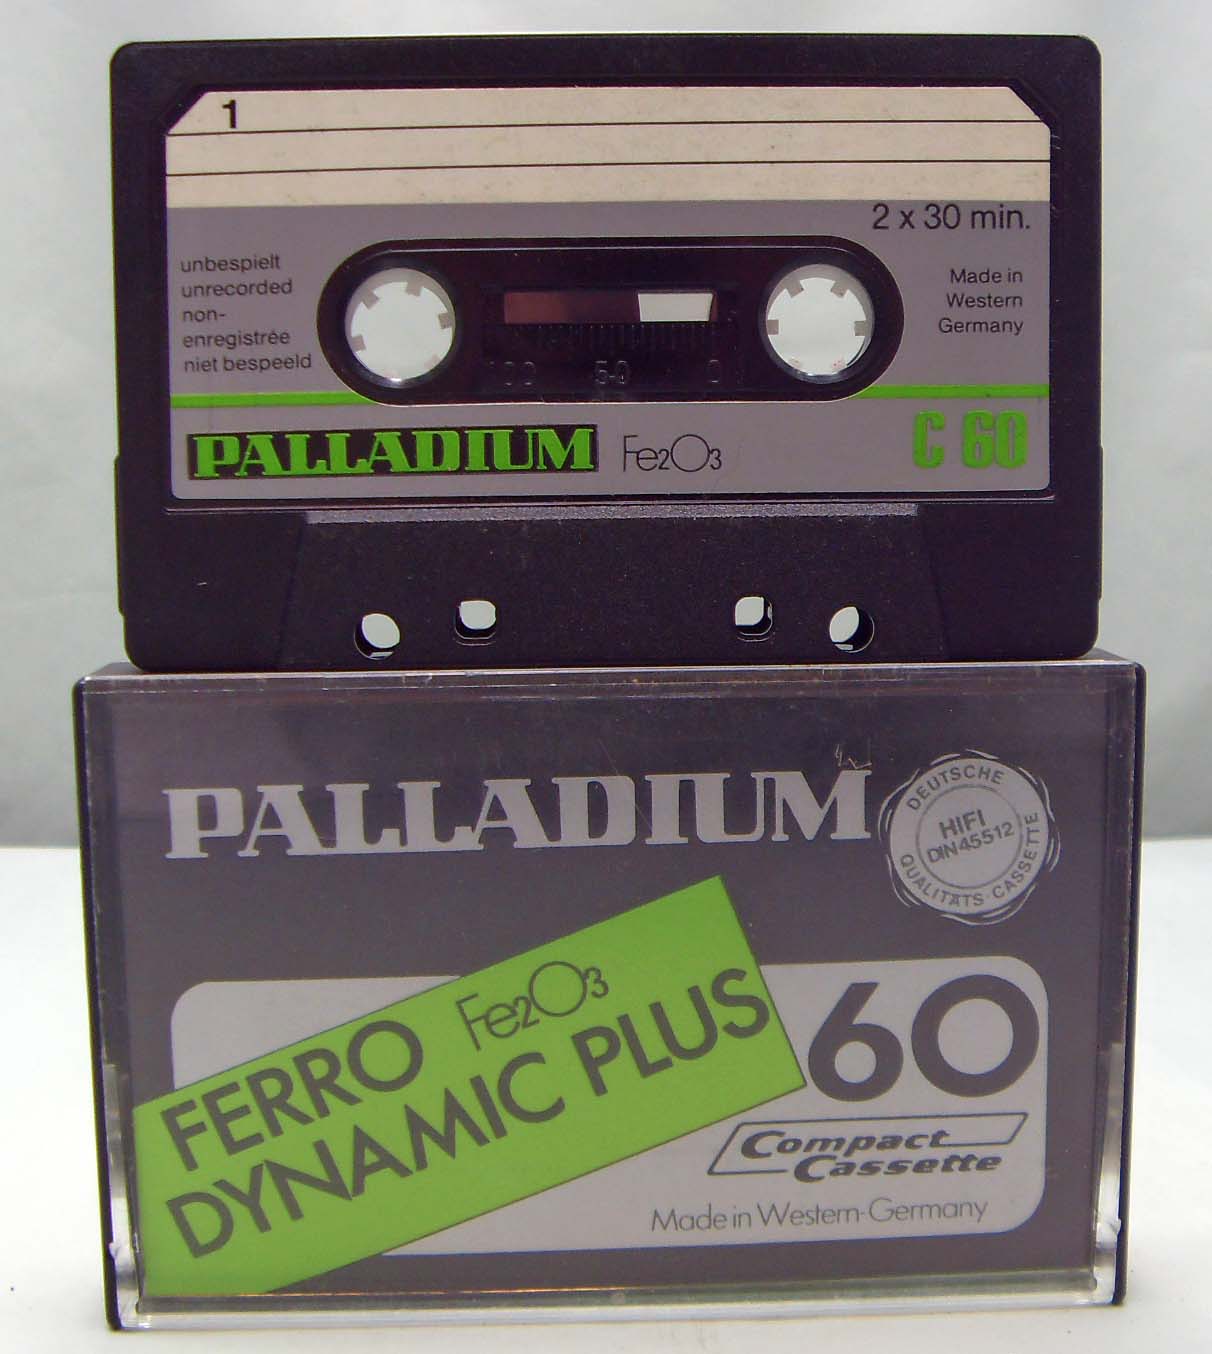 1
2 x 30 min.
unbespielt
unrecorded
non-
enregistrée
niet bespeeld
Made in
Western
Germany
100 50 0
PALLADIUM Fe2O3 C 60
PALLADIUM
DEUTSCHE
HIFI
DIN 45512
QUALITÄTS-CASSETTE
Fe2O3
FERRO
DYNAMIC PLUS
60
Compact
Cassette
Made in Western-Germany